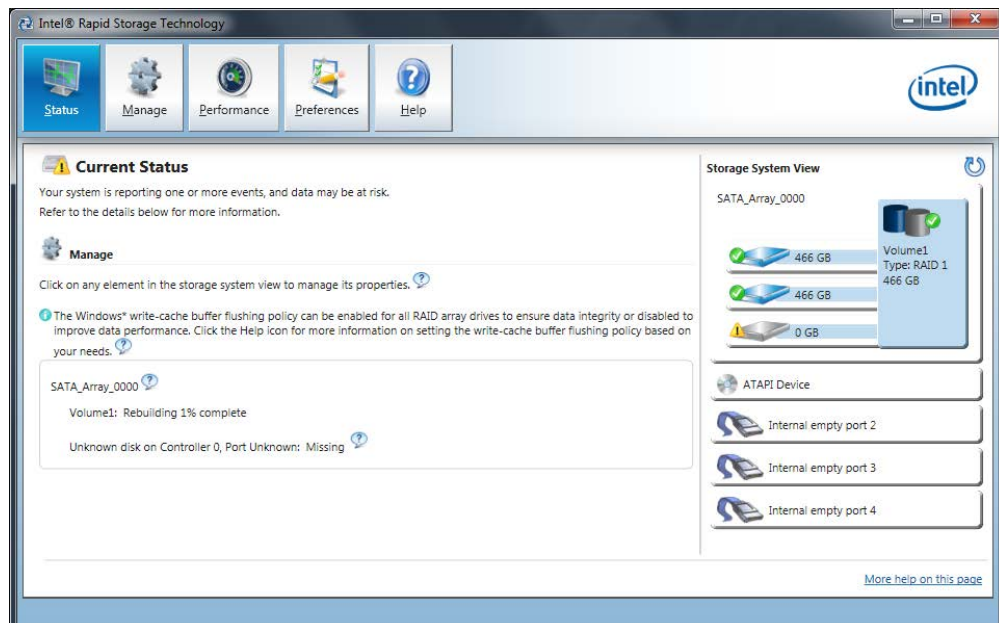 Intel® Rapid Storage Technology
Status
Manage
Performance
Preferences
Help
intel
Current Status
Your system is reporting one or more events, and data may be at risk.
Refer to the details below for more information.
Manage
Click on any element in the storage system view to manage its properties.
The Windows* write-cache buffer flushing policy can be enabled for all RAID array drives to ensure data integrity or disabled to
improve data performance. Click the Help icon for more information on setting the write-cache buffer flushing policy based on
your needs.
SATA_Array_0000
Volume1: Rebuilding 1% complete
Unknown disk on Controller 0, Port Unknown: Missing
Storage System View
SATA_Array_0000
466 GB
466 GB
0 GB
Volume1
Type: RAID 1
466 GB
ATAPI Device
Internal empty port 2
Internal empty port 3
Internal empty port 4
More help on this page